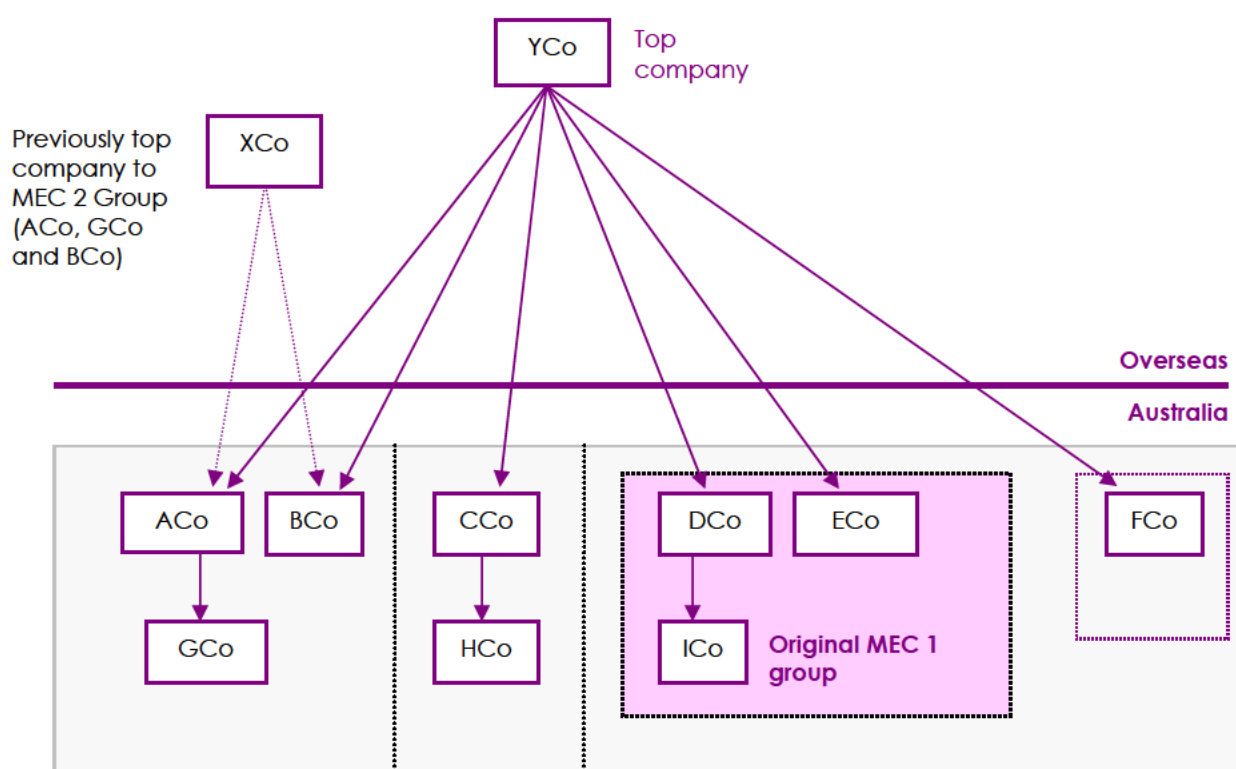 YCo
Top
company
XCo
Previously top
company to
MEC 2 Group
(ACo, GCo
and BCo)
Overseas
Australia
ACo
BCo
CCo
DCo
ECo
FCo
GCo
HCo
ICo
Original MEC 1
group